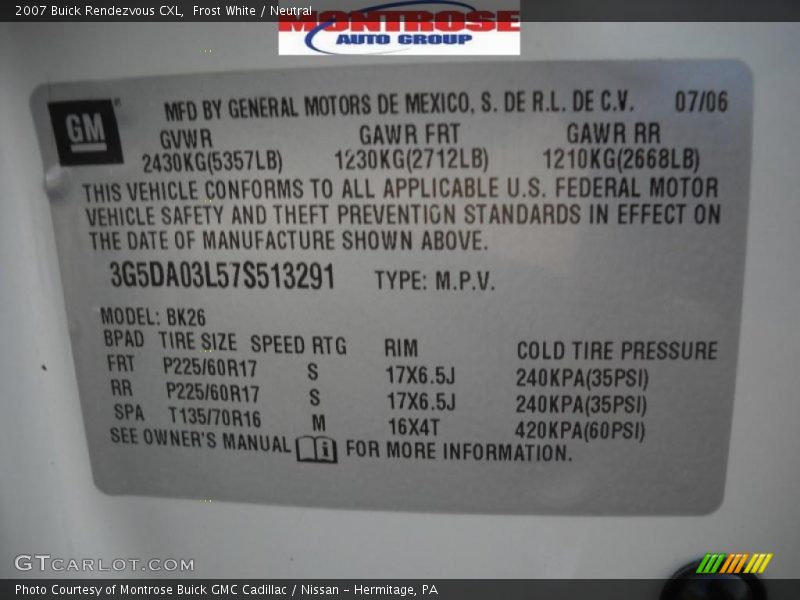 2007 Buick Rendezvous CXL,  Frost White / Neutral
MONTROSE
AUTO GROUP
GM
MFD BY GENERAL MOTORS DE MEXICO, S. DE R.L. DE C.V. 07/06
GVWR GAWR FRT GAWR RR
2430KG(5357LB) 1230KG(2712LB) 1210KG(2668LB)
THIS VEHICLE CONFORMS TO ALL APPLICABLE U.S. FEDERAL MOTOR
VEHICLE SAFETY AND THEFT PREVENTION STANDARDS IN EFFECT ON
THE DATE OF MANUFACTURE SHOWN ABOVE.
3G5DA03L57S513291 TYPE: M.P.V.
MODEL: BK26
BPAD TIRE SIZE SPEED RTG RIM COLD TIRE PRESSURE
FRT P225/60R17 S 17X6.5J 240KPA(35PSI)
RR P225/60R17 S 17X6.5J 240KPA(35PSI)
SPA T135/70R16 M 16X4T 420KPA(60PSI)
SEE OWNER'S MANUAL i FOR MORE INFORMATION.
GTCARLOT.COM
Photo Courtesy of Montrose Buick GMC Cadillac / Nissan - Hermitage, PA